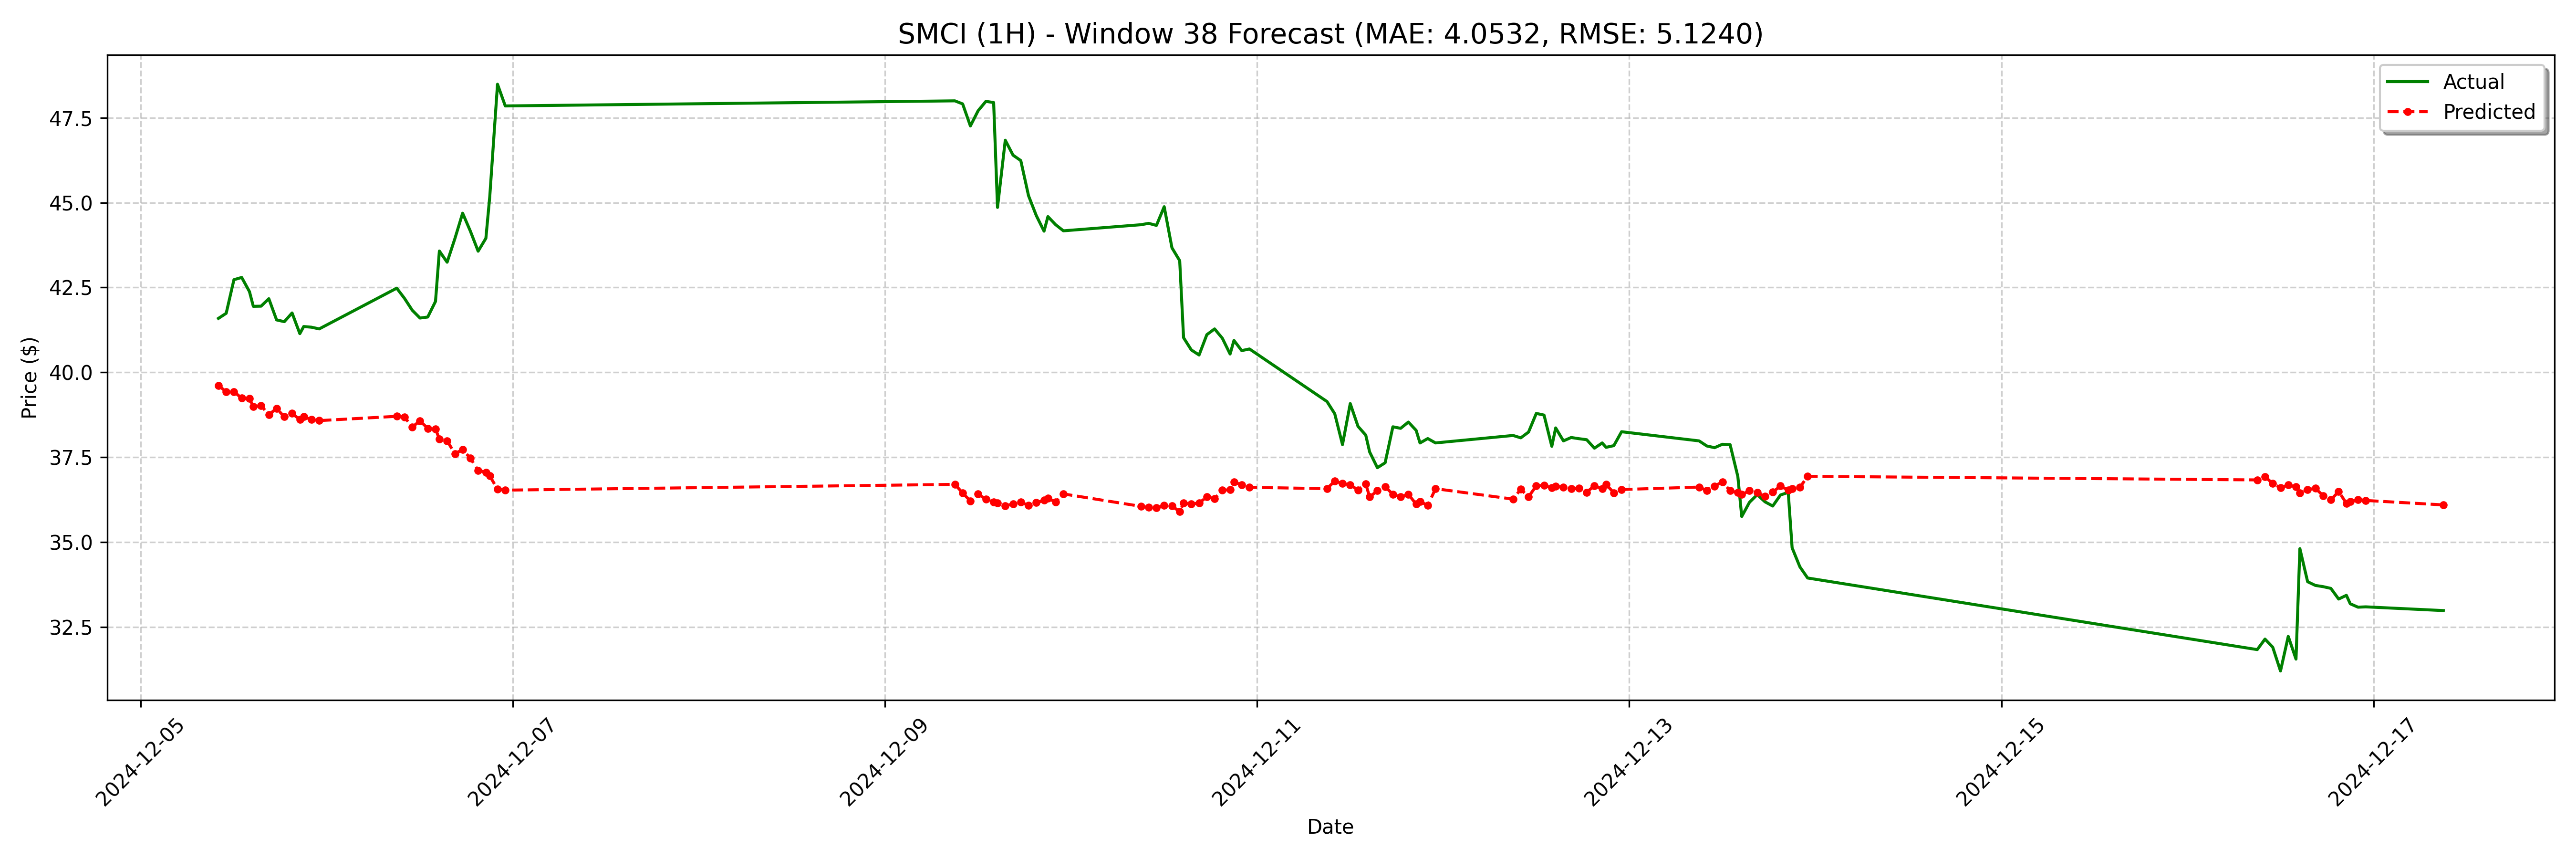 SMCI (1H) - Window 38 Forecast (MAE: 4.0532, RMSE: 5.1240)
Actual
Predicted
Price ($)
47.5
45.0
42.5
40.0
37.5
35.0
32.5
2024-12-05
2024-12-07
2024-12-09
2024-12-11
2024-12-13
2024-12-15
2024-12-17
Date